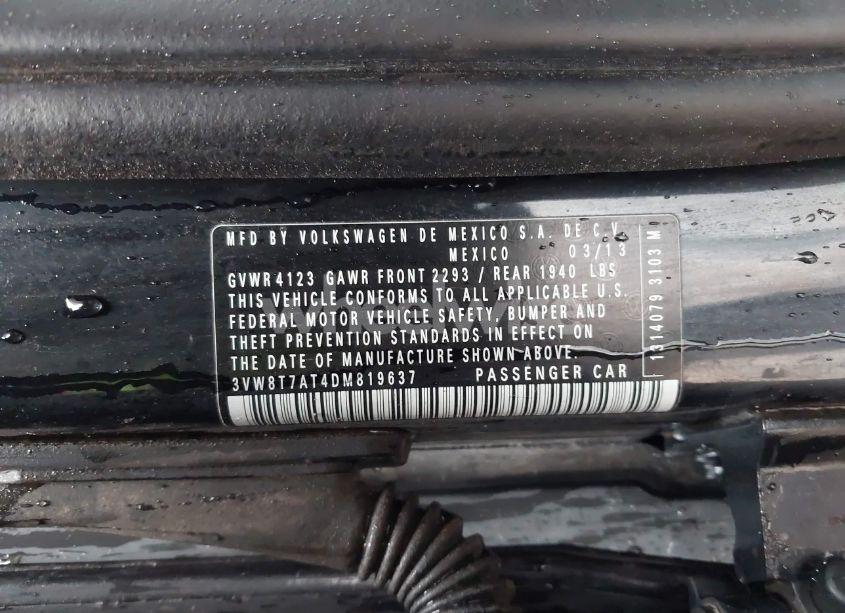 MFD BY VOLKSWAGEN DE MEXICO S.A. DE C.V.
MEXICO 03/13
GVWR 4123 GAWR FRONT 2293 / REAR 1940 LBS
THIS VEHICLE CONFORMS TO ALL APPLICABLE U.S.
FEDERAL MOTOR VEHICLE SAFETY, BUMPER AND
THEFT PREVENTION STANDARDS IN EFFECT ON
THE DATE OF MANUFACTURE SHOWN ABOVE.
3VW8T7AT4DM819637 PASSENGER CAR
1314079 3103 M